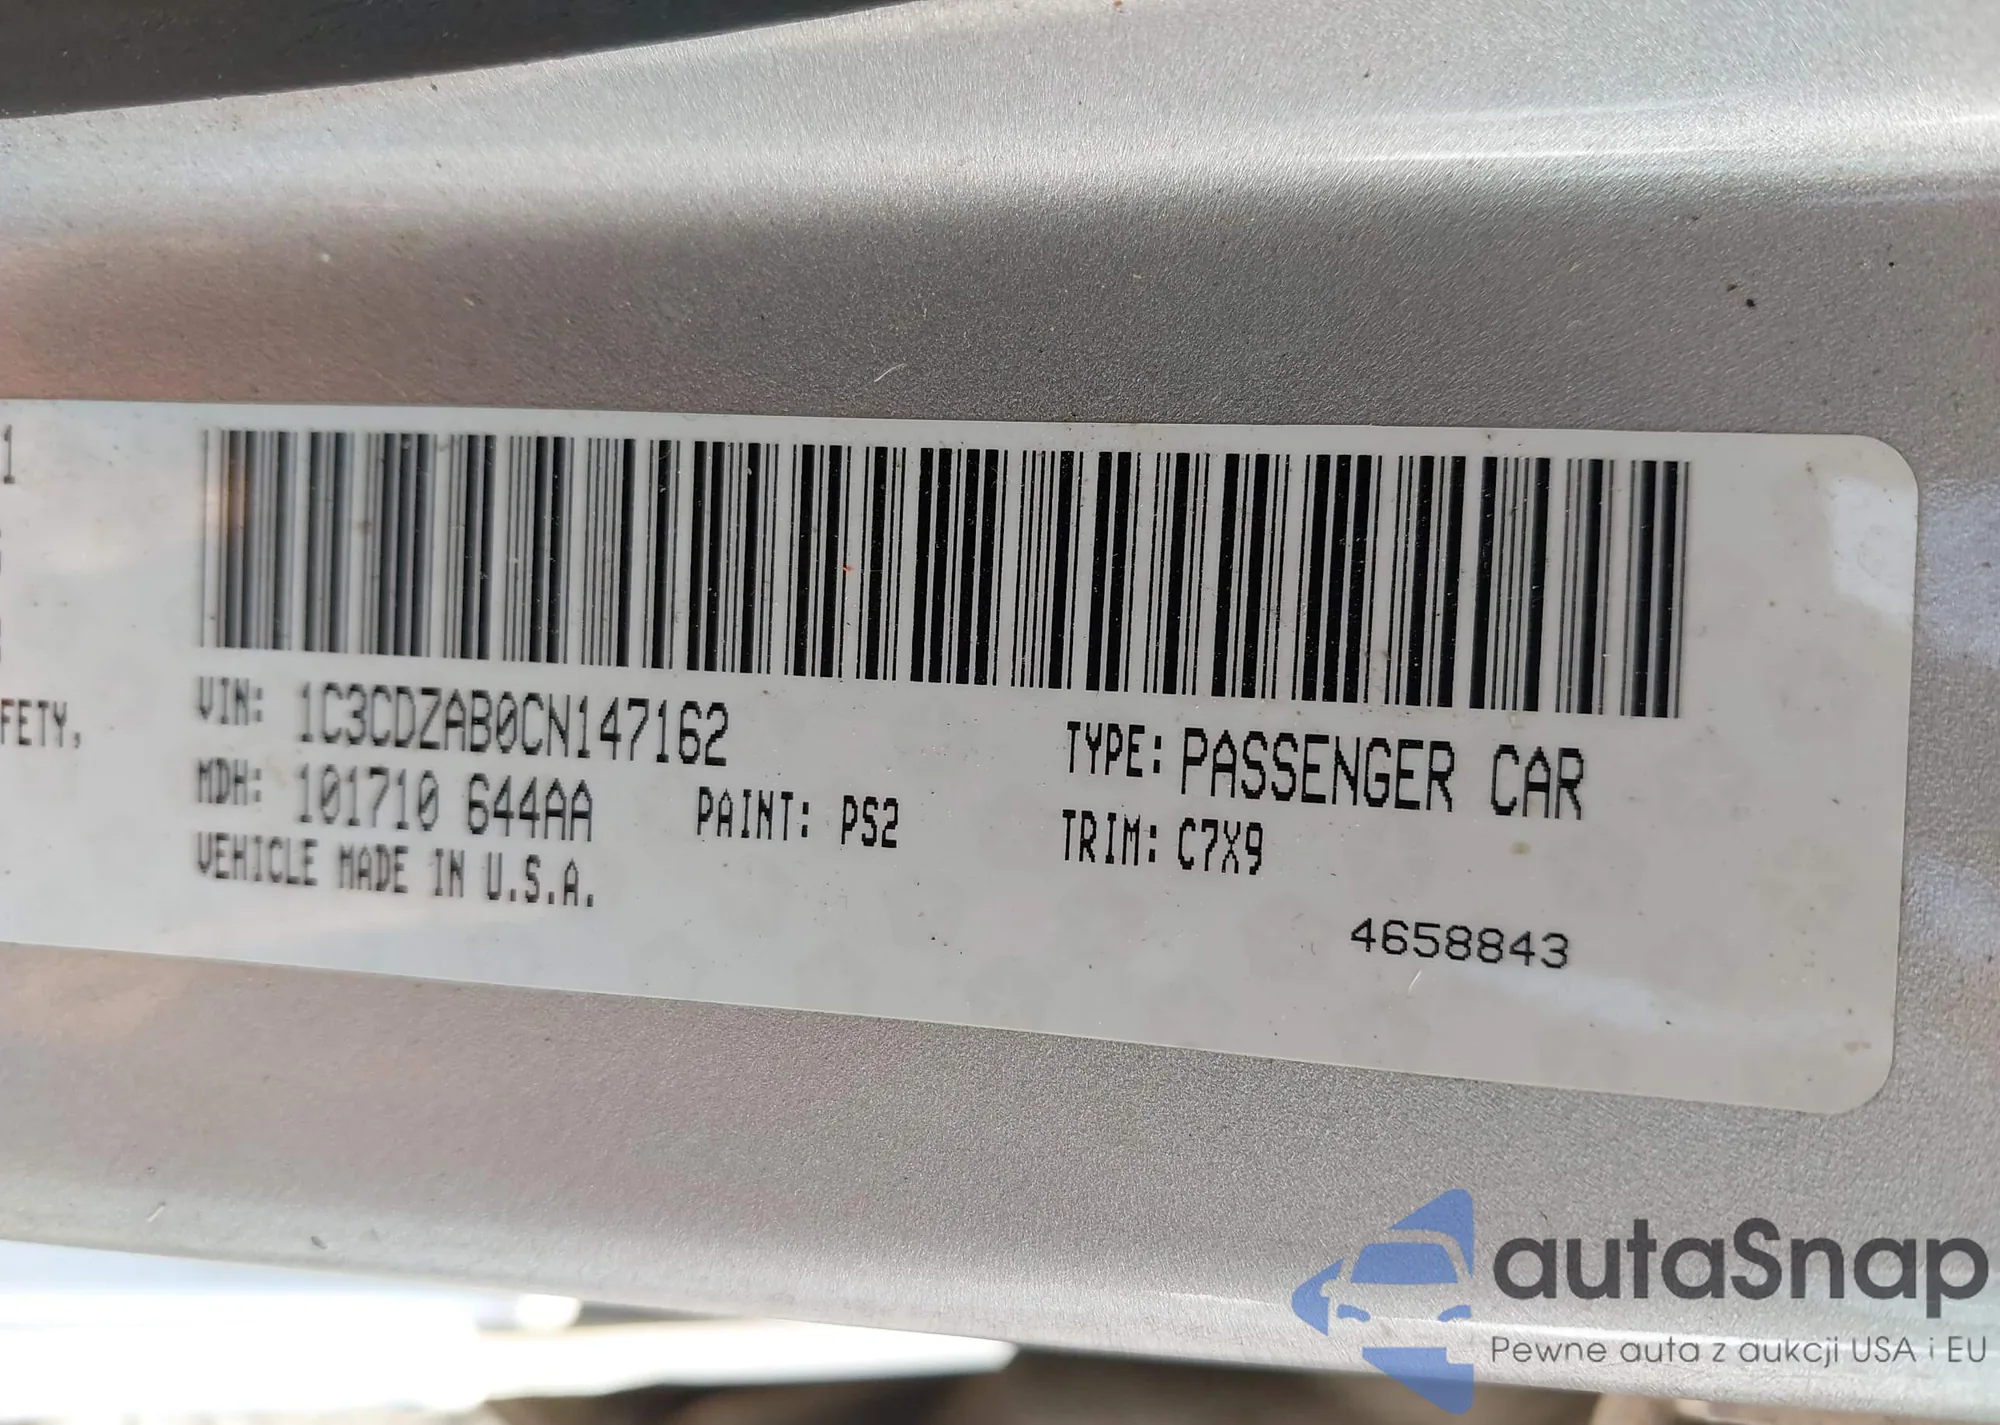 1
FETY,
VIN: 1C3CDZAB0CN147162
TYPE: PASSENGER CAR
MDH: 101710 644AA
PAINT: PS2
TRIM: C7X9
VEHICLE MADE IN U.S.A.
4658843
autaSnap
Pewne auta z aukcji USA i EU